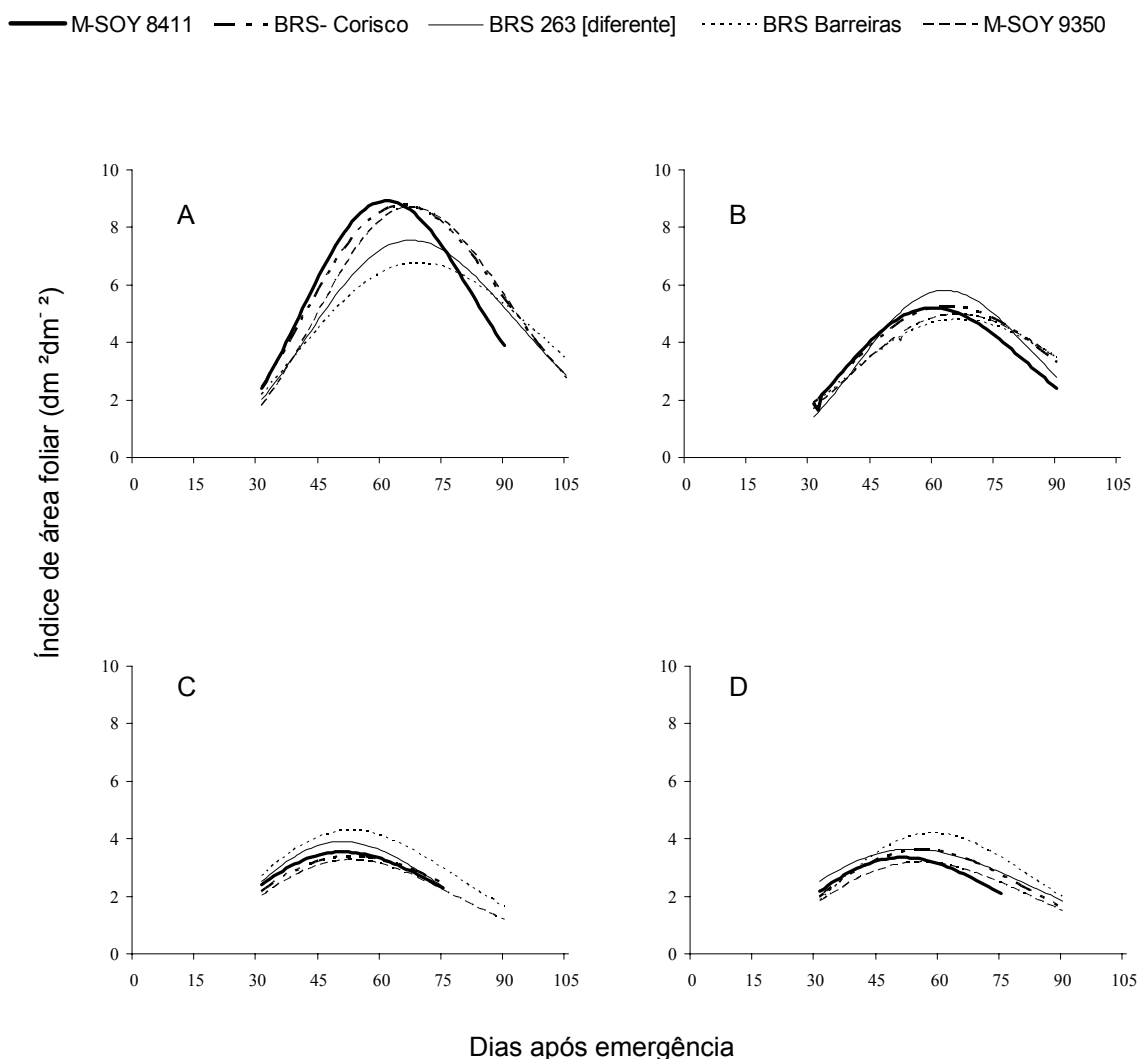 M-SOY 8411 BRS- Corisco BRS 263 [diferente] BRS Barreiras M-SOY 9350
Índice de área foliar (dm ²dm⁻²)
A
10
8
6
4
2
0
0 15 30 45 60 75 90 105
B
10
8
6
4
2
0
0 15 30 45 60 75 90 105
C
10
8
6
4
2
0
0 15 30 45 60 75 90 105
D
10
8
6
4
2
0
0 15 30 45 60 75 90 105
Dias após emergência